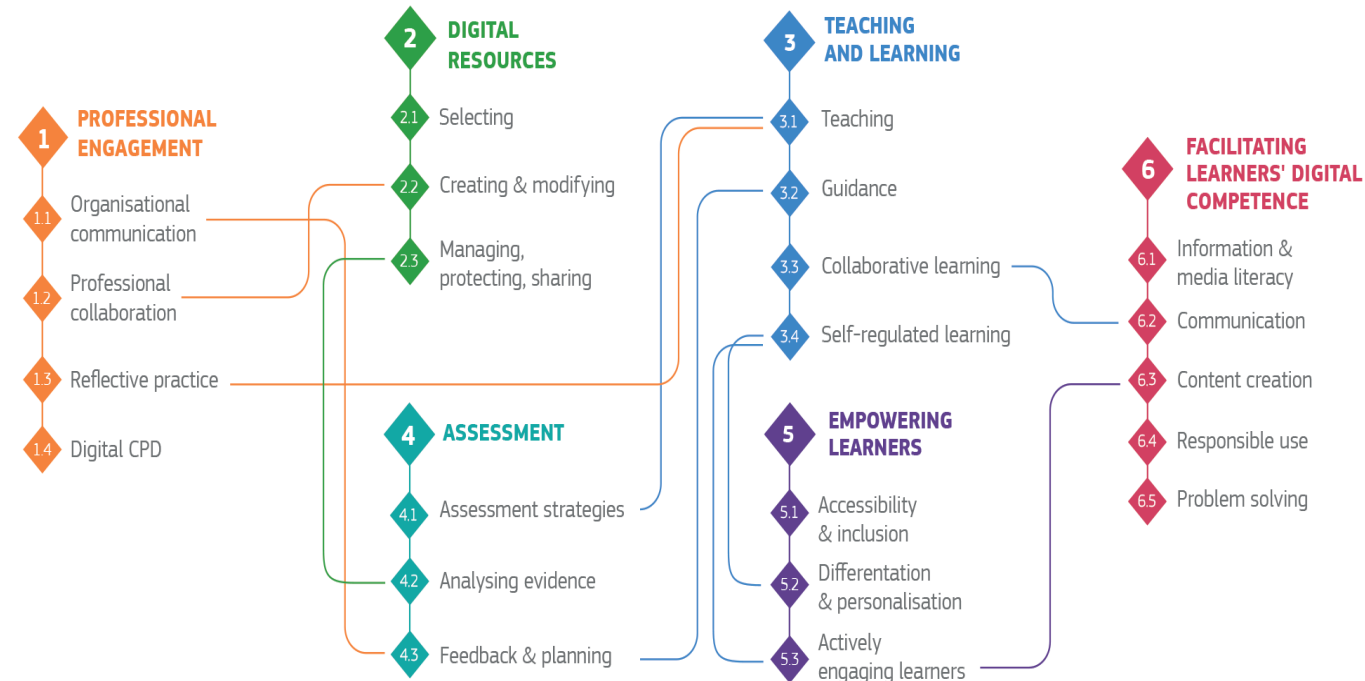 1
PROFESSIONAL
ENGAGEMENT
1.1
Organisational
communication
1.2
Professional
collaboration
1.3
Reflective practice
1.4
Digital CPD
2
DIGITAL
RESOURCES
2.1
Selecting
2.2
Creating & modifying
2.3
Managing,
protecting, sharing
3
TEACHING
AND LEARNING
3.1
Teaching
3.2
Guidance
3.3
Collaborative learning
3.4
Self-regulated learning
4
ASSESSMENT
4.1
Assessment strategies
4.2
Analysing evidence
4.3
Feedback & planning
5
EMPOWERING
LEARNERS
5.1
Accessibility
& inclusion
5.2
Differentation
& personalisation
5.3
Actively
engaging learners
6
FACILITATING
LEARNERS' DIGITAL
COMPETENCE
6.1
Information &
media literacy
6.2
Communication
6.3
Content creation
6.4
Responsible use
6.5
Problem solving